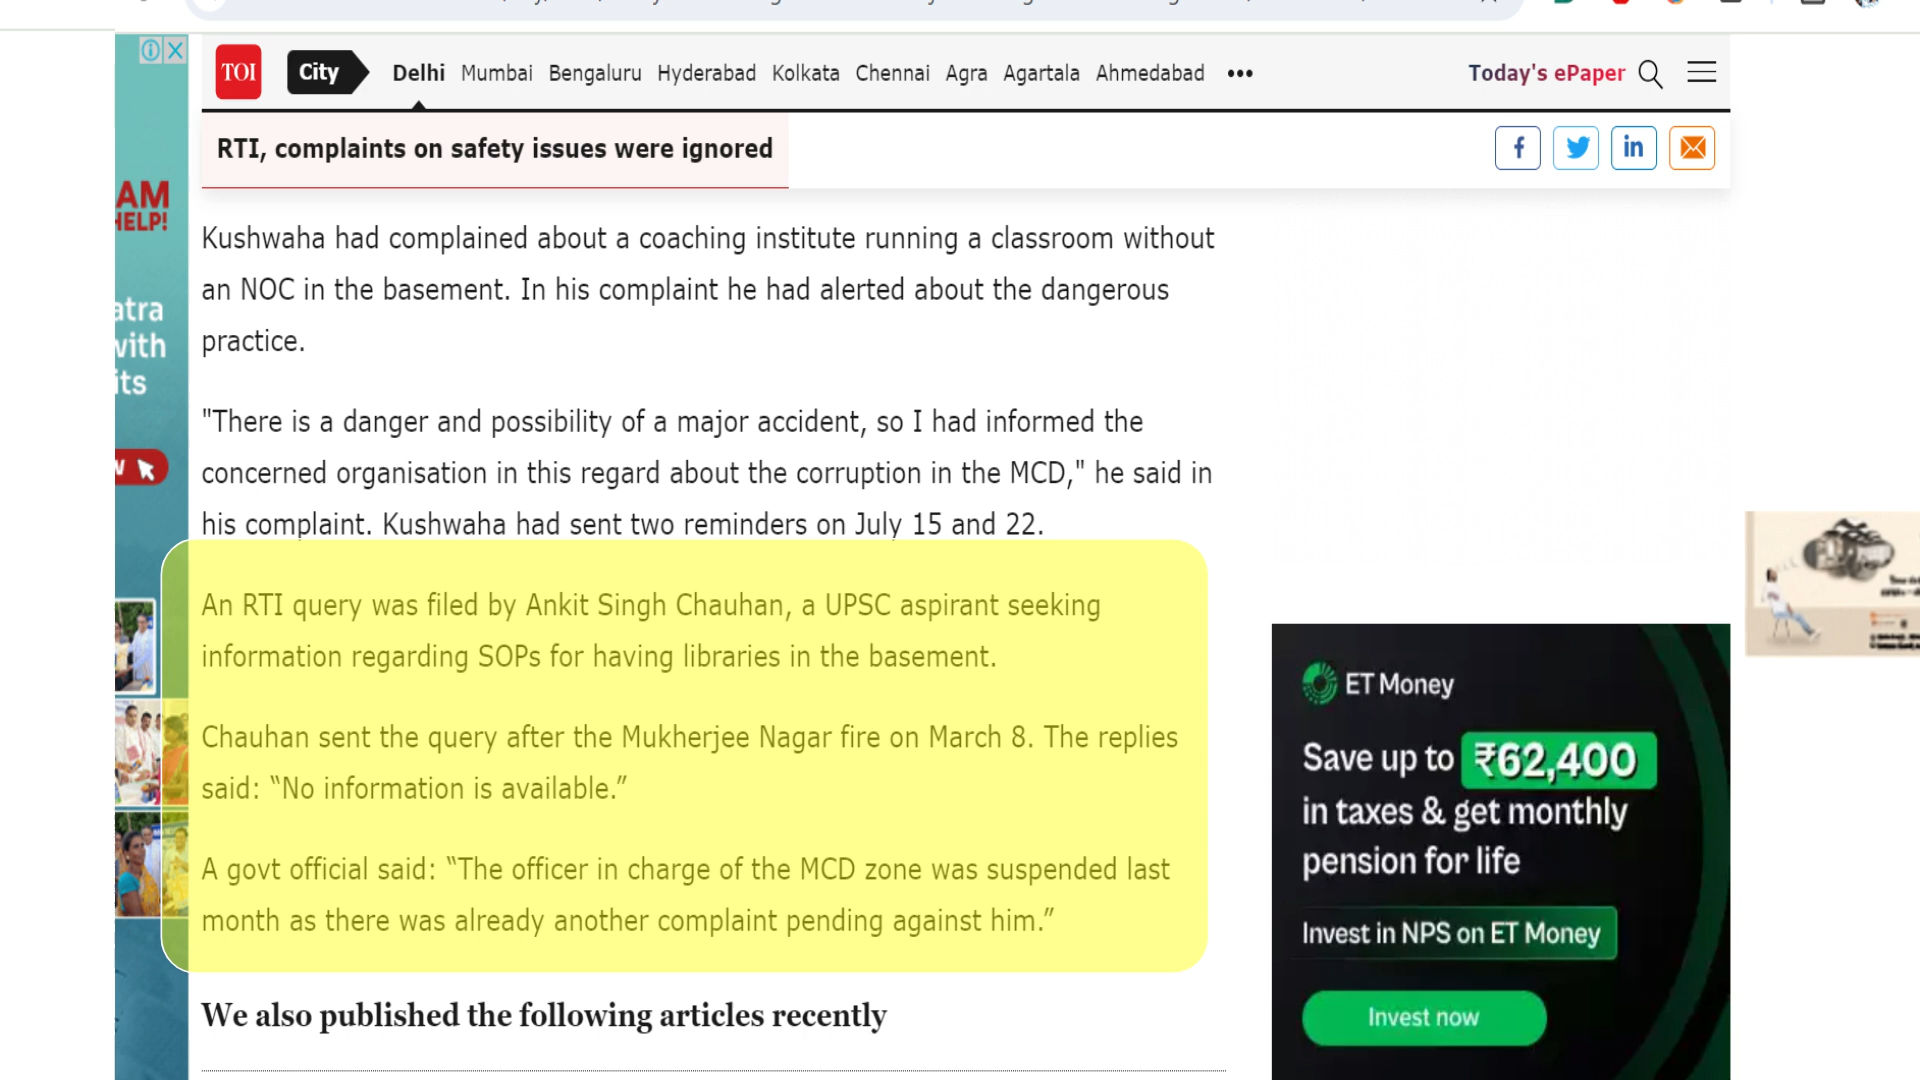 TOI City Delhi Mumbai Bengaluru Hyderabad Kolkata Chennai Agra Agartala Ahmedabad ••• Today's ePaper
RTI, complaints on safety issues were ignored
AM
HELP!
atra
with
its
W
Kushwaha had complained about a coaching institute running a classroom without
an NOC in the basement. In his complaint he had alerted about the dangerous
practice.
"There is a danger and possibility of a major accident, so I had informed the
concerned organisation in this regard about the corruption in the MCD," he said in
his complaint. Kushwaha had sent two reminders on July 15 and 22.
An RTI query was filed by Ankit Singh Chauhan, a UPSC aspirant seeking
information regarding SOPs for having libraries in the basement.
Chauhan sent the query after the Mukherjee Nagar fire on March 8. The replies
said: “No information is available.”
A govt official said: “The officer in charge of the MCD zone was suspended last
month as there was already another complaint pending against him.”
We also published the following articles recently
ET Money
Save up to ₹62,400
in taxes & get monthly
pension for life
Invest in NPS on ET Money
Invest now